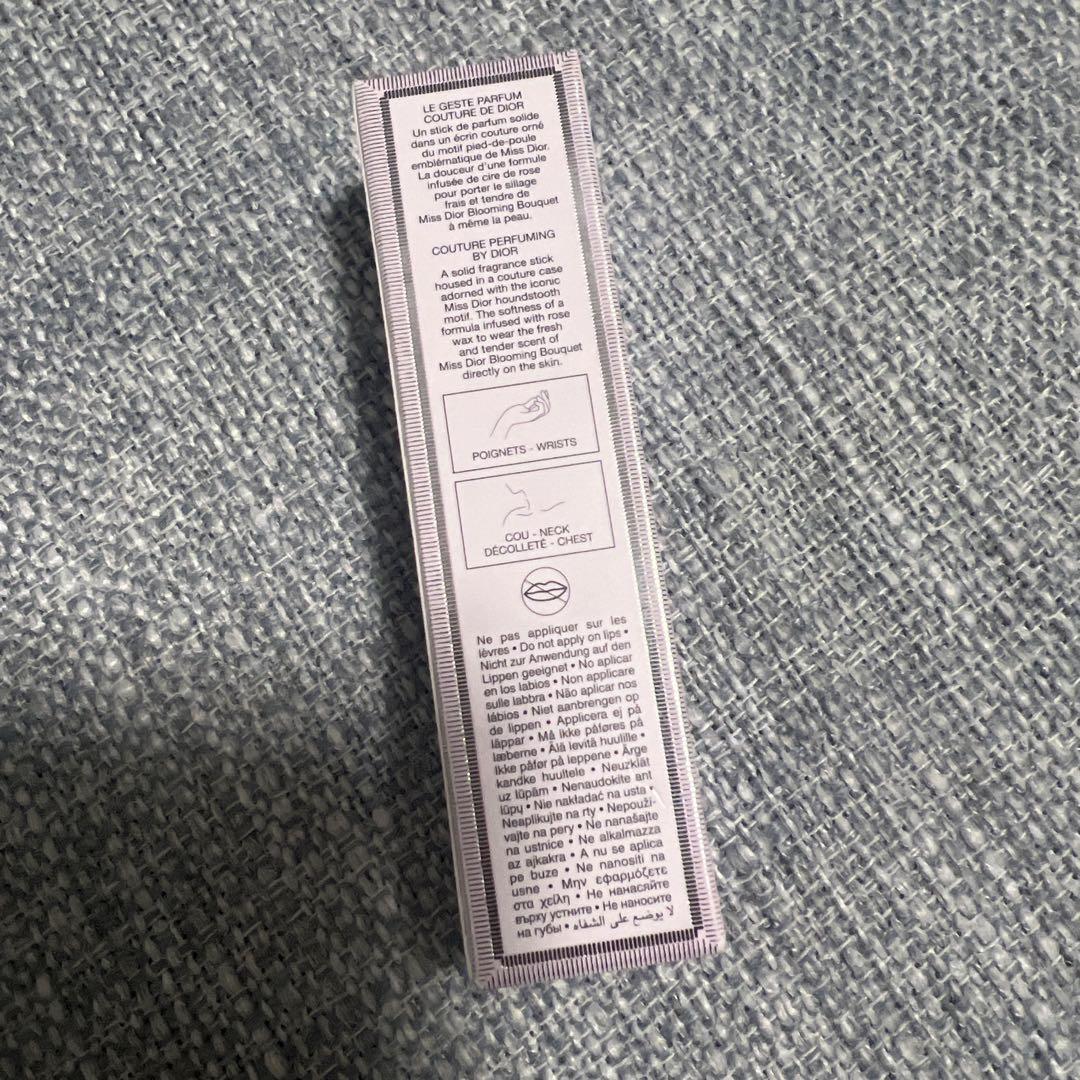 LE GESTE PARFUM
COUTURE DE DIOR
Un stick de parfum solide
dans un écrin couture orné
du motif pied-de-poule
emblématique de Miss Dior.
La douceur d'une formule
infusée de cire de rose
pour porter le sillage
frais et tendre de
Miss Dior Blooming Bouquet
à même la peau.
COUTURE PERFUMING
BY DIOR
A solid fragrance stick
housed in a couture case
adorned with the iconic
Miss Dior houndstooth
motif. The softness of a
formula infused with rose
wax to wear the fresh
and tender scent of
Miss Dior Blooming Bouquet
directly on the skin.
POIGNETS - WRISTS
COU - NECK
DÉCOLLETÉ - CHEST
Ne pas appliquer sur les
lèvres • Do not apply on lips •
Nicht zur Anwendung auf den
Lippen geeignet • No aplicar
en los labios • Non applicare
sulle labbra • Não aplicar nos
lábios • Niet aanbrengen op
de lippen • Applicera ej på
läppar • Må ikke påføres på
læberne • Älä levitä huulille •
Ikke påfør på leppene • Ärge
kandke huultele • Neuzklāt
uz lūpām • Nenaudokite ant
lūpų • Nie nakładać na usta •
Neaplikujte na rty • Nepouží-
vajte na pery • Ne nanašajte
na ustnice • Ne alkalmazza
az ajkakra • A nu se aplica
pe buze • Ne nanositi na
usne • Μην εφαρμόζετε
στα χείλη • Не нанасяйте
върху устните • Не наносите
на губы • لا يوضع على الشفاه